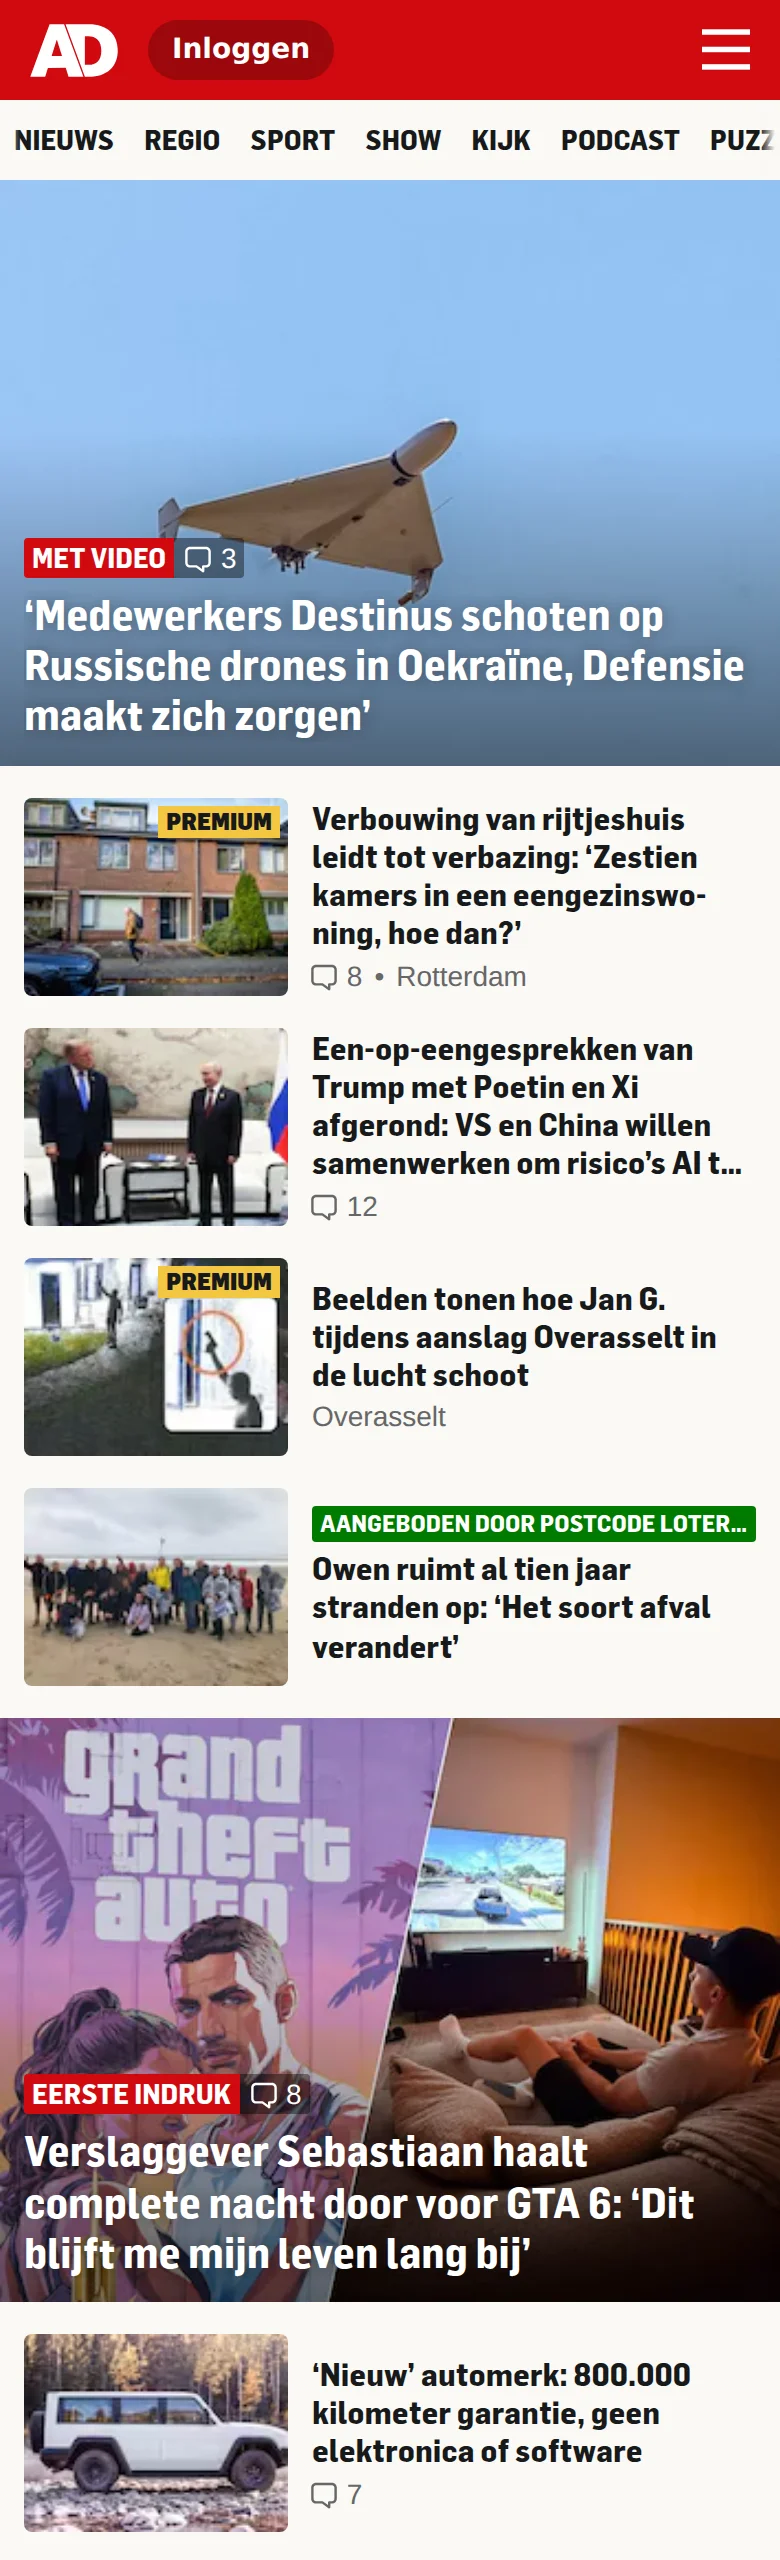 AD
Inloggen
NIEUWS REGIO SPORT SHOW KIJK PODCAST PUZZ
MET VIDEO 3
‘Medewerkers Destinus schoten op
Russische drones in Oekraïne, Defensie
maakt zich zorgen’
PREMIUM
Verbouwing van rijtjeshuis
leidt tot verbazing: ‘Zestien
kamers in een eengezinswo-
ning, hoe dan?’
8 • Rotterdam
Een-op-eengesprekken van
Trump met Poetin en Xi
afgerond: VS en China willen
samenwerken om risico’s AI t...
12
PREMIUM
Beelden tonen hoe Jan G.
tijdens aanslag Overasselt in
de lucht schoot
Overasselt
AANGEBODEN DOOR POSTCODE LOTER...
Owen ruimt al tien jaar
stranden op: ‘Het soort afval
verandert’
grand
theft
auto
EERSTE INDRUK 8
Verslaggever Sebastiaan haalt
complete nacht door voor GTA 6: ‘Dit
blijft me mijn leven lang bij’
‘Nieuw’ automerk: 800.000
kilometer garantie, geen
elektronica of software
7